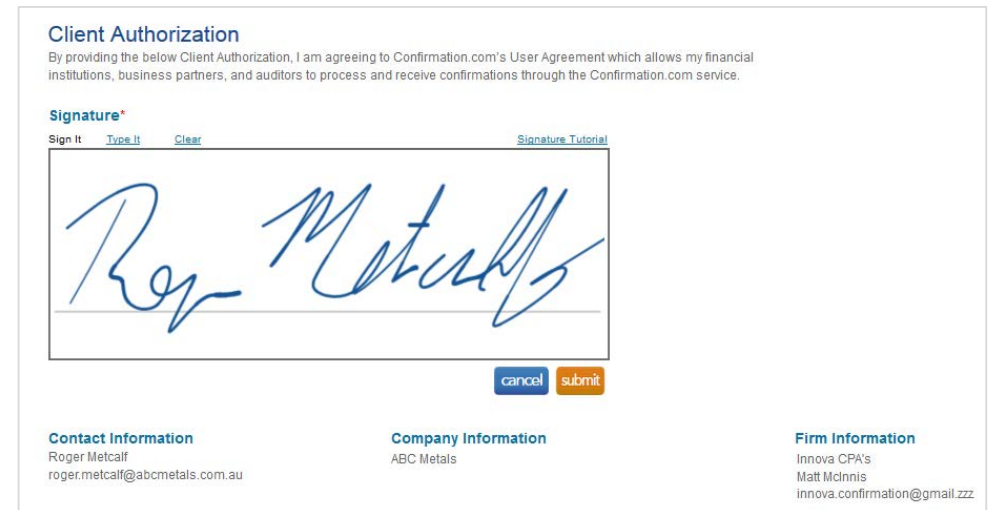 Client Authorization
By providing the below Client Authorization, I am agreeing to Confirmation.com's User Agreement which allows my financial
institutions, business partners, and auditors to process and receive confirmations through the Confirmation.com service.
Signature*
Sign It Type It Clear Signature Tutorial
Roger Metcalf
cancel submit
Contact Information Company Information Firm Information
Roger Metcalf ABC Metals Innova CPA's
roger.metcalf@abcmetals.com.au Matt McInnis
innova.confirmation@gmail.zzz